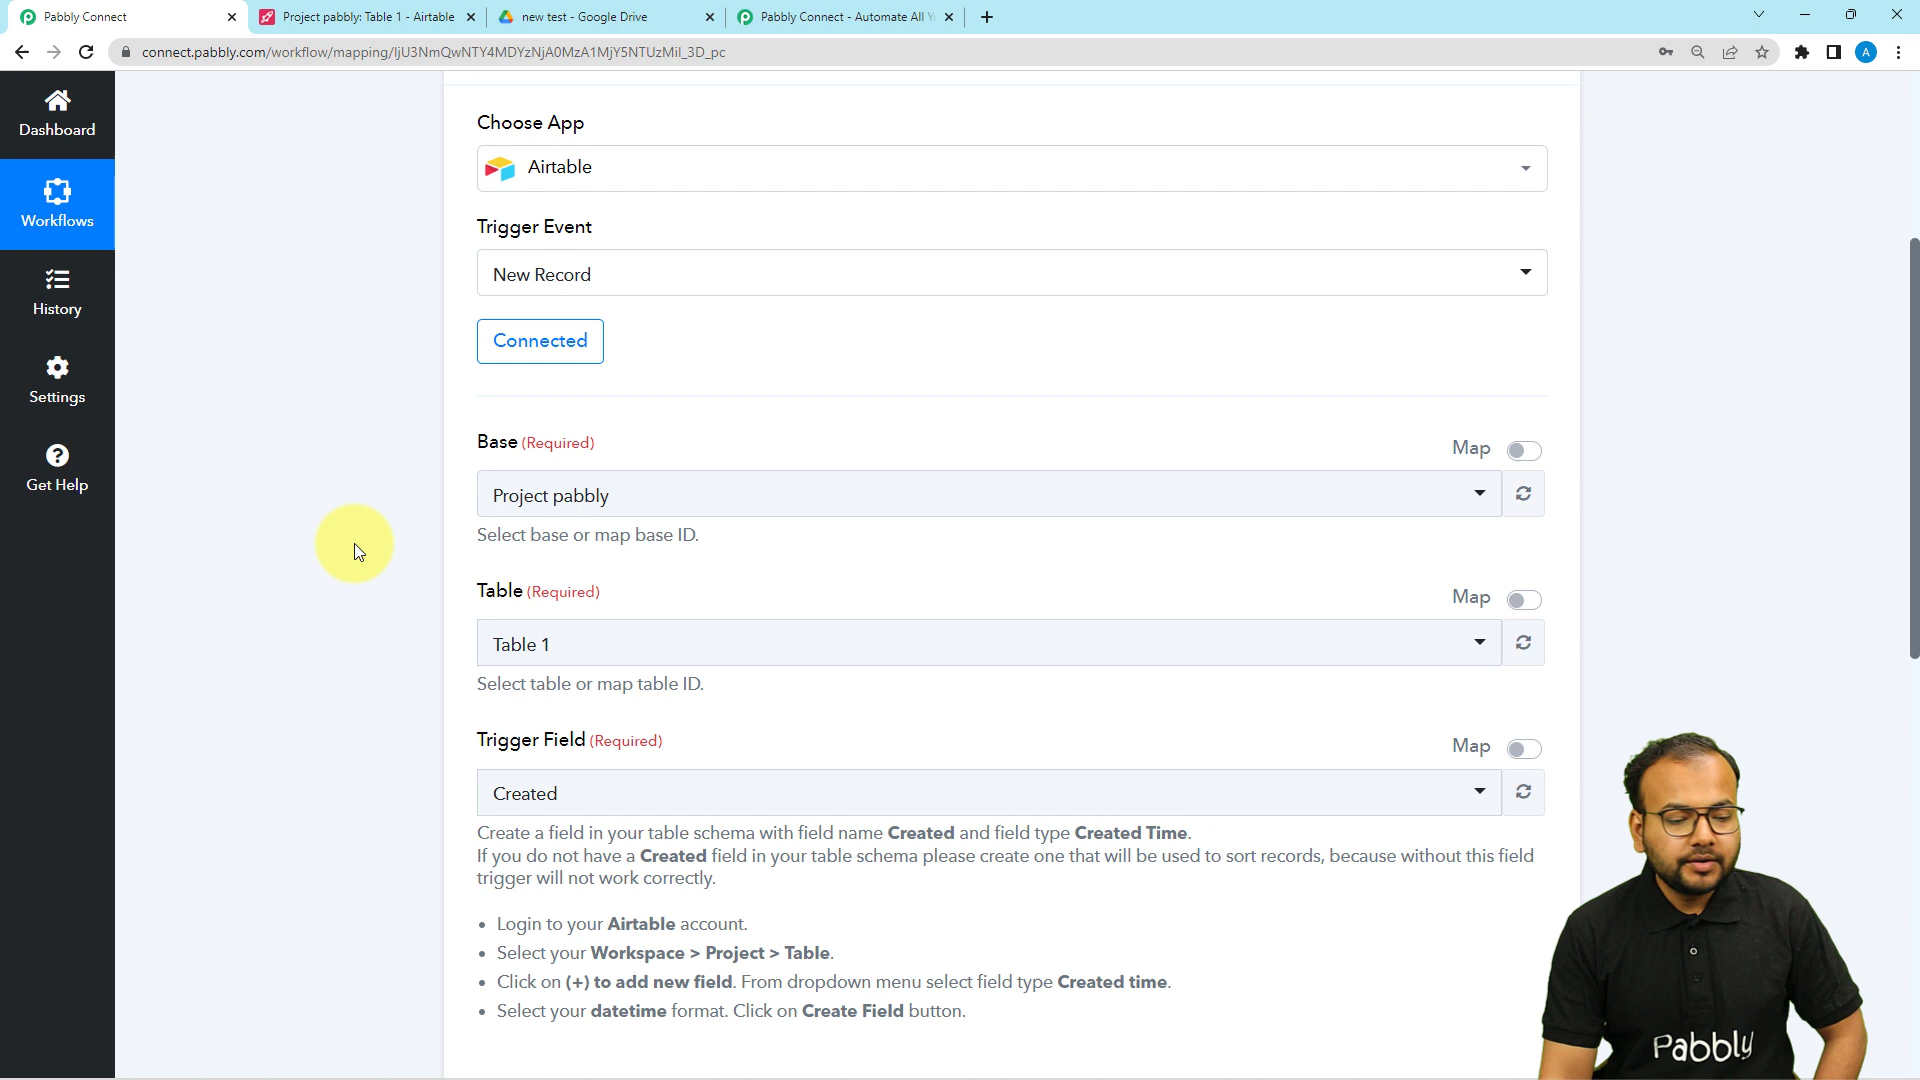 Pabbly Connect
Project pabbly: Table 1 - Airtable
new test - Google Drive
Pabbly Connect - Automate All Y
connect.pabbly.com/workflow/mapping/IjU3NmQwNTY4MDYzNjA0MzA1MjY5NTUzMiI_3D_pc
A
Dashboard
Workflows
History
Settings
Get Help
Choose App
Airtable
Trigger Event
New Record
Connected
Base (Required)
Map
Project pabbly
Select base or map base ID.
Table (Required)
Map
Table 1
Select table or map table ID.
Trigger Field (Required)
Map
Created
Create a field in your table schema with field name Created and field type Created Time.
If you do not have a Created field in your table schema please create one that will be used to sort records, because without this field
trigger will not work correctly.
• Login to your Airtable account.
• Select your Workspace > Project > Table.
• Click on (+) to add new field. From dropdown menu select field type Created time.
• Select your datetime format. Click on Create Field button.
Pabbly